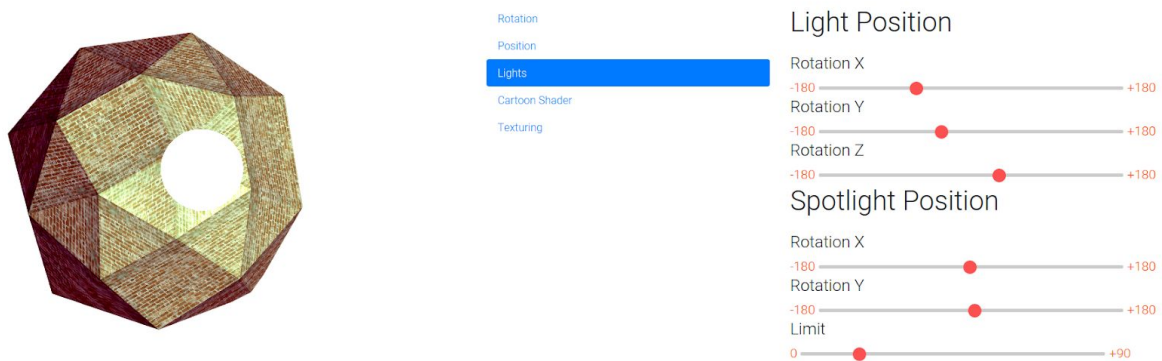 Rotation
Position
Lights
Cartoon Shader
Texturing
Light Position
Rotation X
-180 +180
Rotation Y
-180 +180
Rotation Z
-180 +180
Spotlight Position
Rotation X
-180 +180
Rotation Y
-180 +180
Limit
0 +90